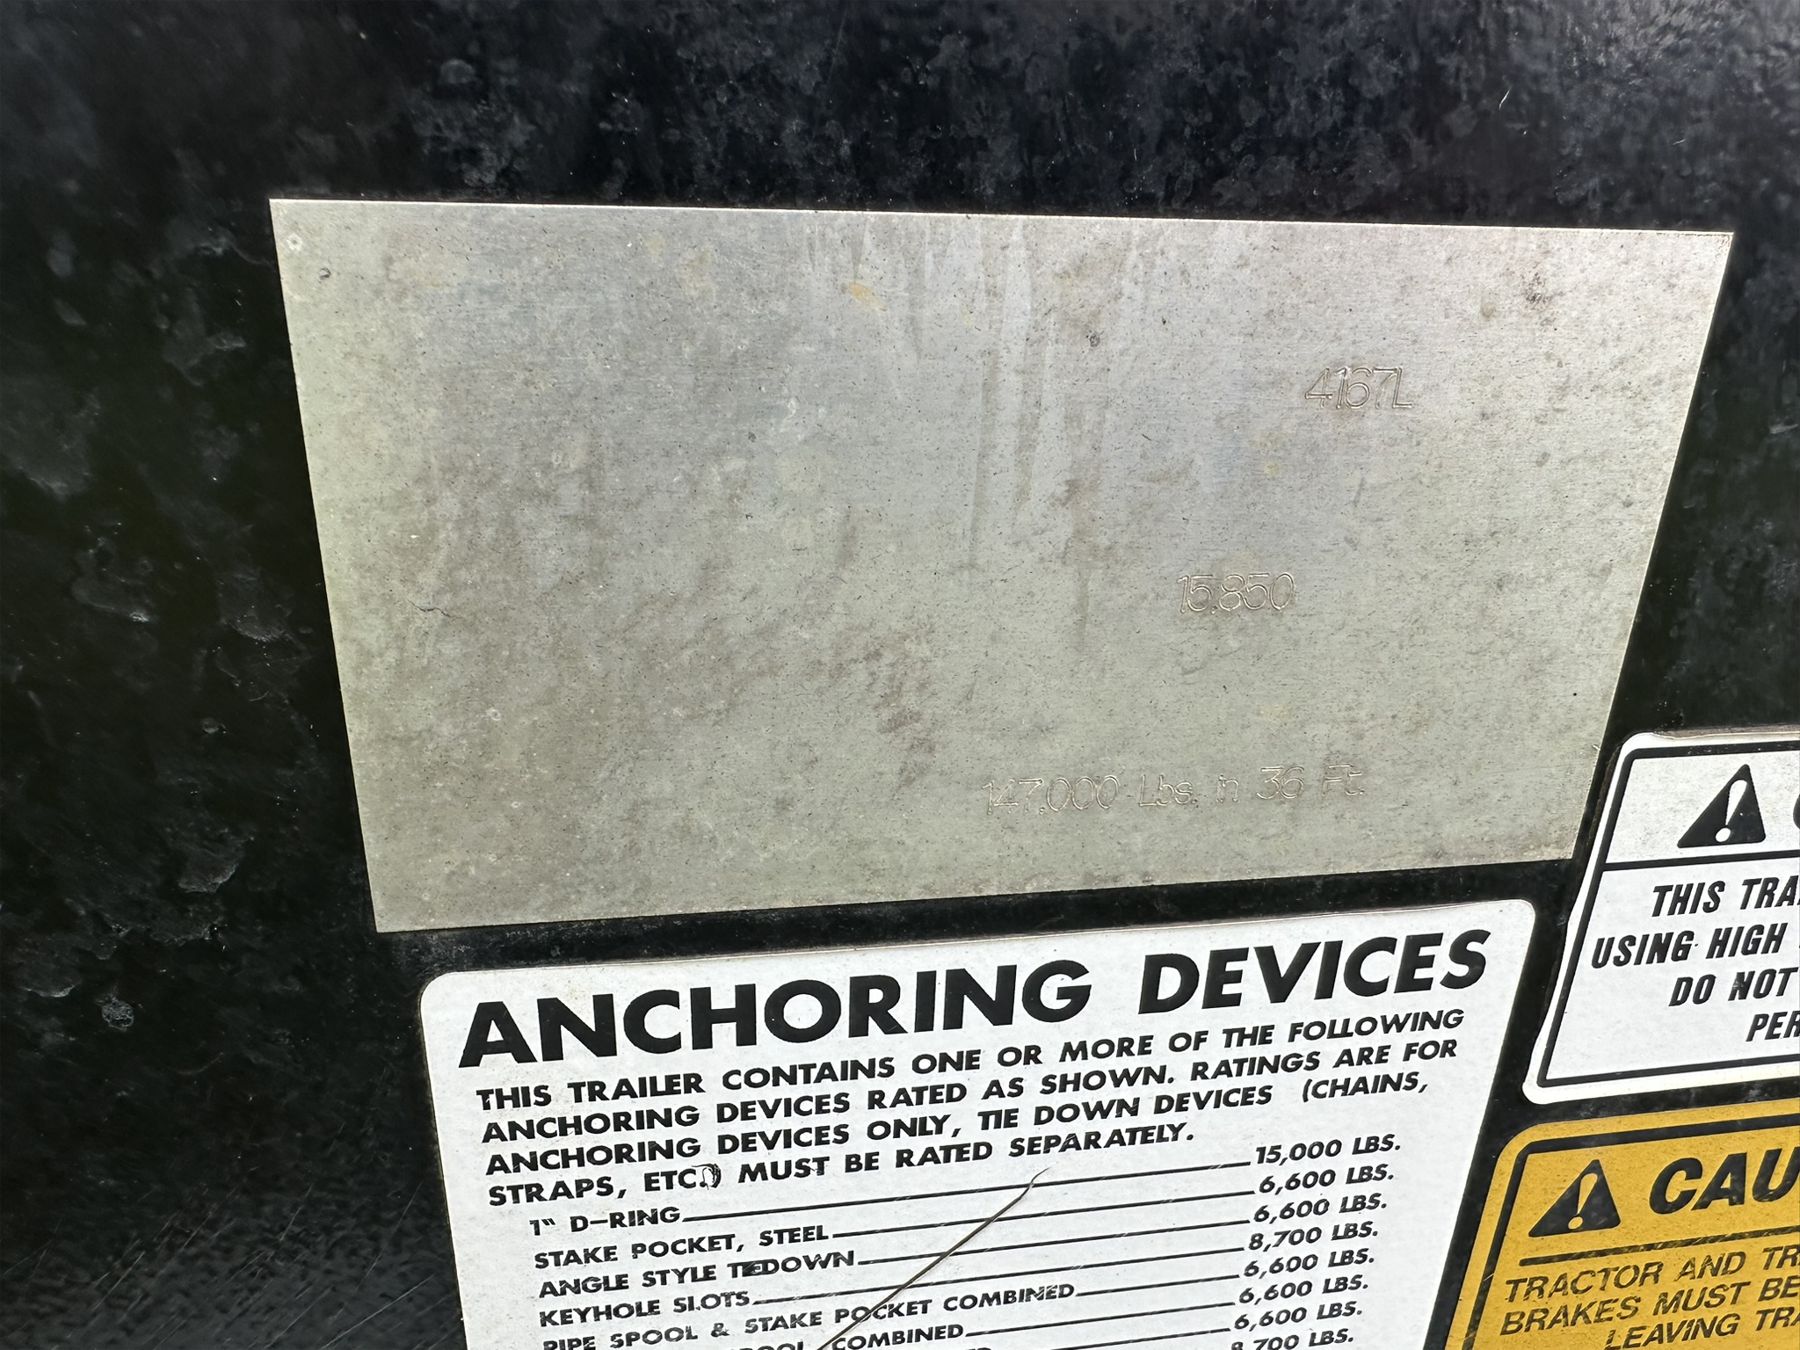 4167L
15,850
147,000 Lbs. in 36 Ft.
ANCHORING DEVICES
THIS TRAILER CONTAINS ONE OR MORE OF THE FOLLOWING
ANCHORING DEVICES RATED AS SHOWN. RATINGS ARE FOR
ANCHORING DEVICES ONLY, TIE DOWN DEVICES (CHAINS,
STRAPS, ETC.) MUST BE RATED SEPARATELY.
1" D-RING 15,000 LBS.
STAKE POCKET, STEEL 6,600 LBS.
ANGLE STYLE TIEDOWN 6,600 LBS.
KEYHOLE SLOTS 8,700 LBS.
PIPE SPOOL & STAKE POCKET COMBINED 6,600 LBS.
COMBINED 6,600 LBS.
6,600 LBS.
8,700 LBS.
THIS TRA
USING HIGH
DO NOT
PER
CAU
TRACTOR AND TR
BRAKES MUST BE
LEAVING TRA